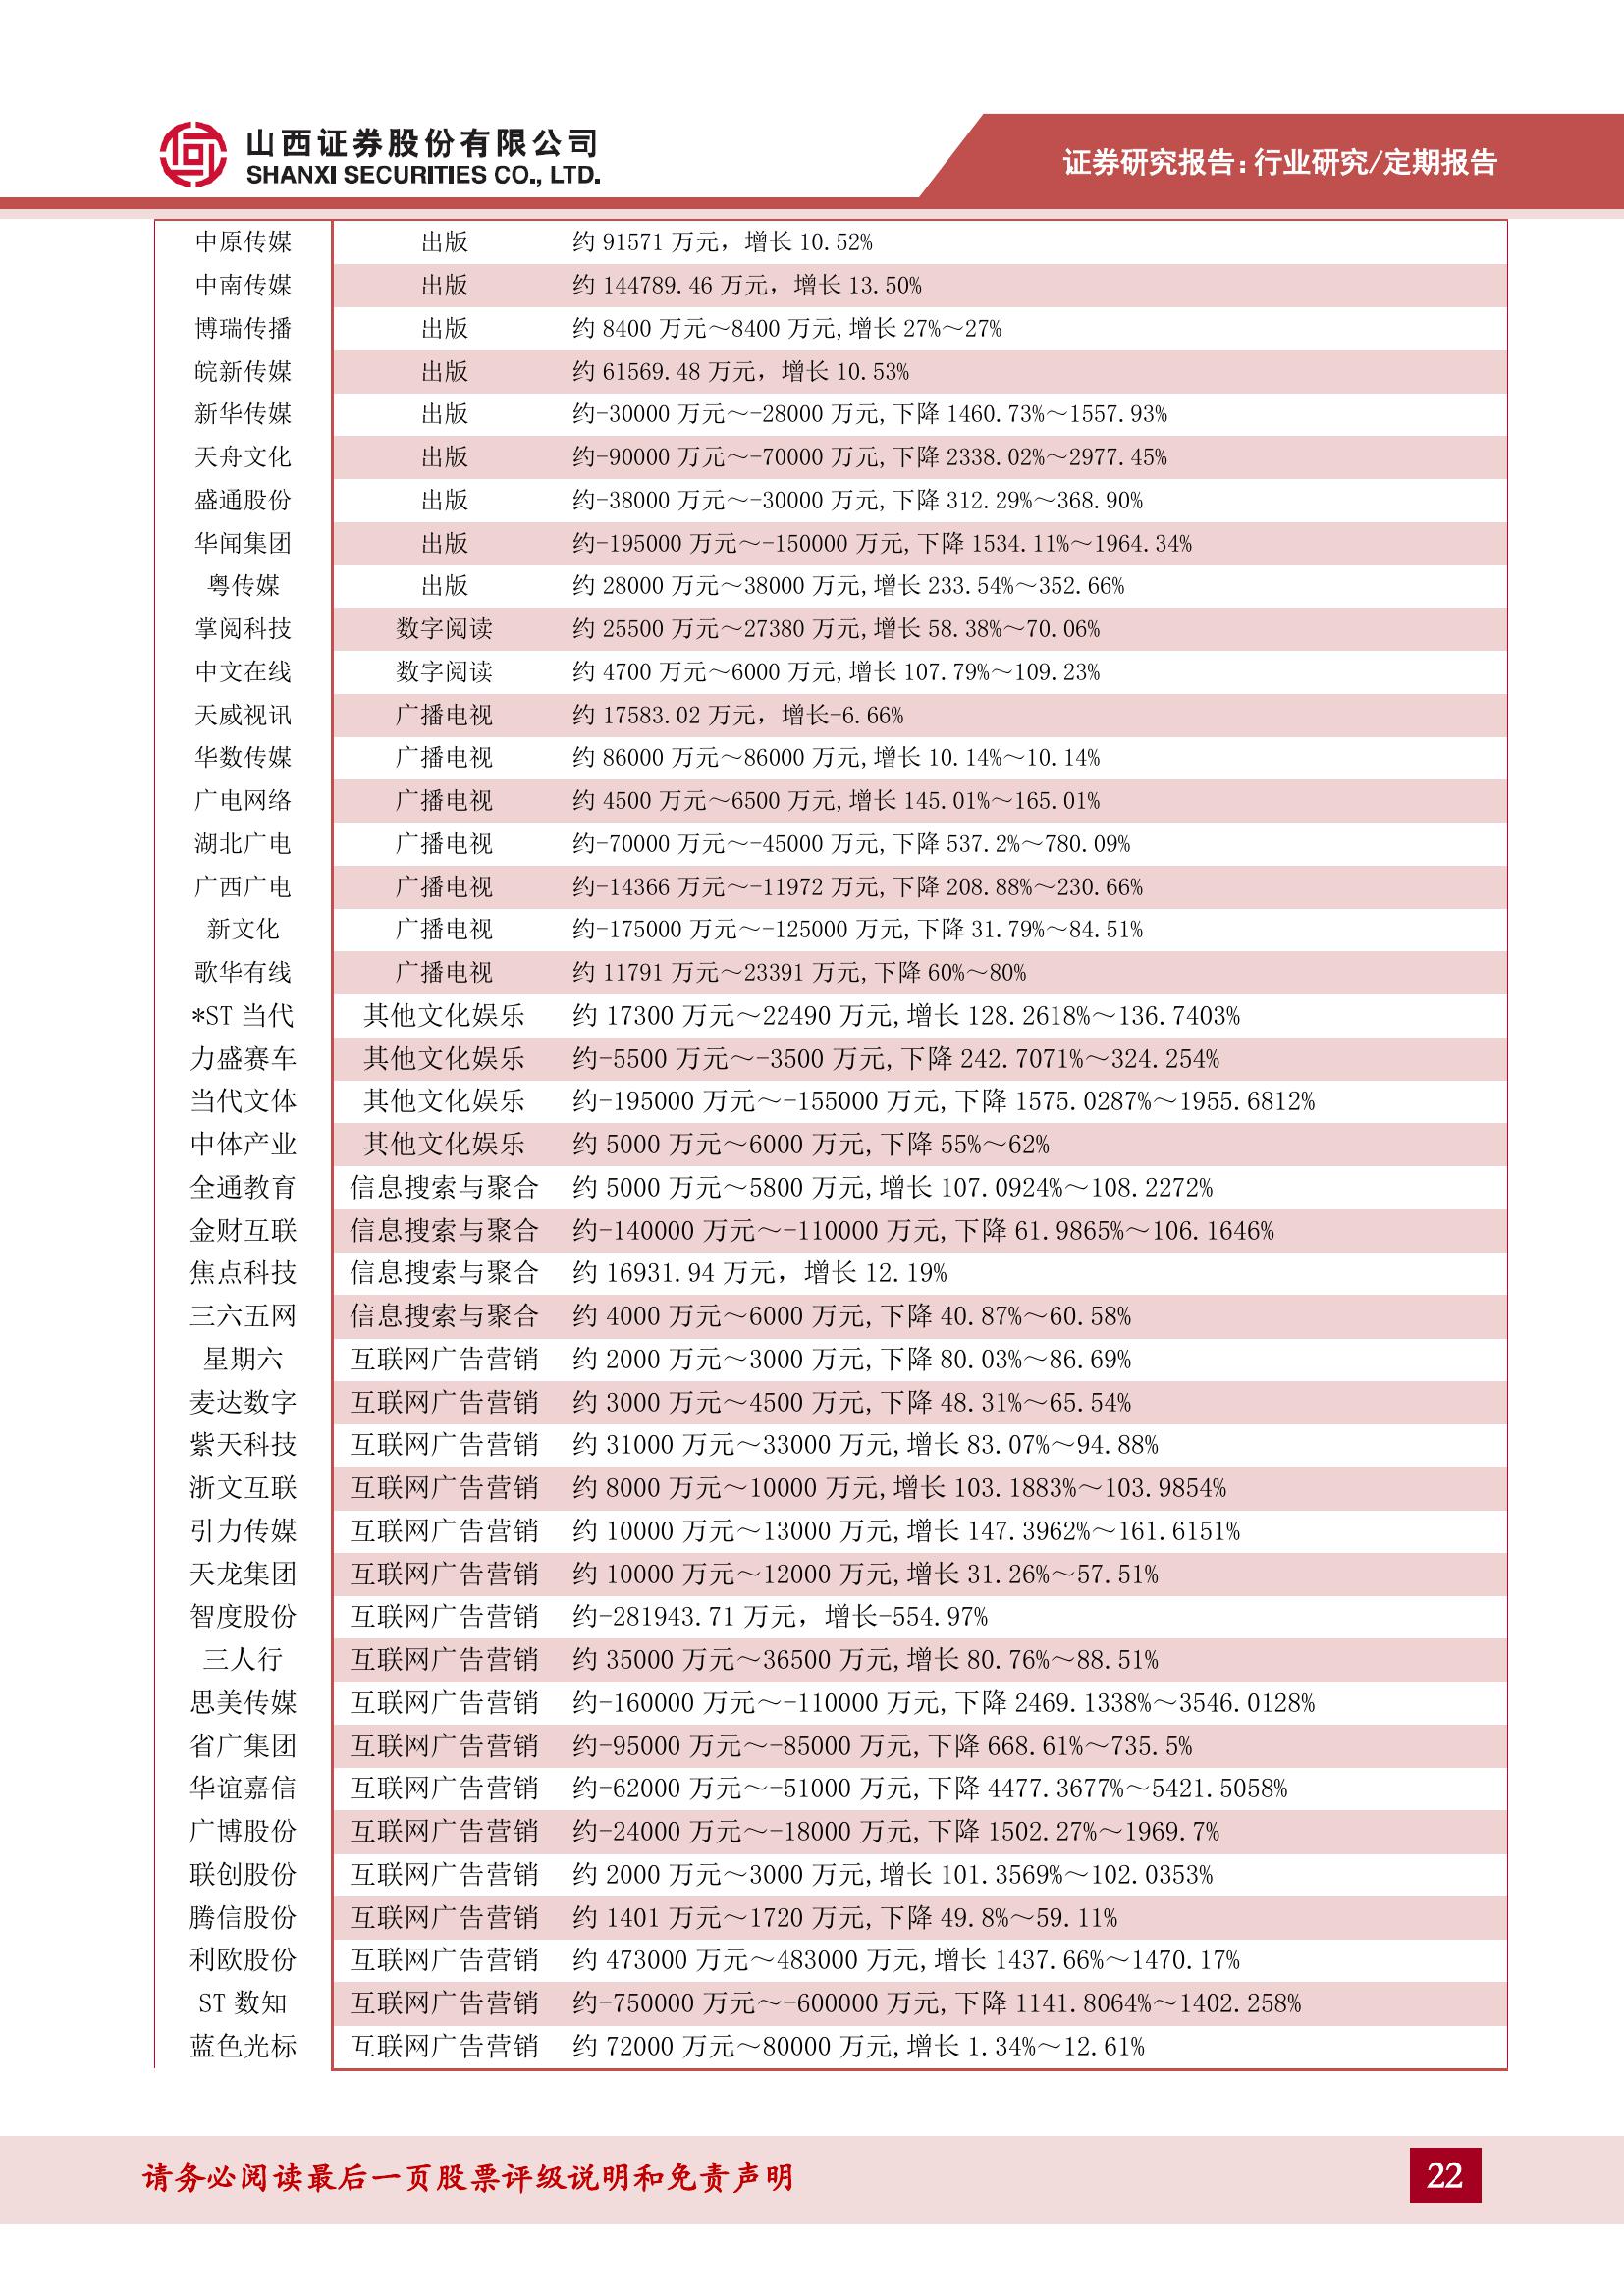 山西证券股份有限公司
SHANXI SECURITIES CO., LTD.
证券研究报告：行业研究/定期报告
中原传媒 出版 约 91571 万元，增长 10.52%
中南传媒 出版 约 144789.46 万元，增长 13.50%
博瑞传播 出版 约 8400 万元～8400 万元,增长 27%～27%
皖新传媒 出版 约 61569.48 万元，增长 10.53%
新华传媒 出版 约-30000 万元～-28000 万元,下降 1460.73%～1557.93%
天舟文化 出版 约-90000 万元～-70000 万元,下降 2338.02%～2977.45%
盛通股份 出版 约-38000 万元～-30000 万元,下降 312.29%～368.90%
华闻集团 出版 约-195000 万元～-150000 万元,下降 1534.11%～1964.34%
粤传媒 出版 约 28000 万元～38000 万元,增长 233.54%～352.66%
掌阅科技 数字阅读 约 25500 万元～27380 万元,增长 58.38%～70.06%
中文在线 数字阅读 约 4700 万元～6000 万元,增长 107.79%～109.23%
天威视讯 广播电视 约 17583.02 万元，增长-6.66%
华数传媒 广播电视 约 86000 万元～86000 万元,增长 10.14%～10.14%
广电网络 广播电视 约 4500 万元～6500 万元,增长 145.01%～165.01%
湖北广电 广播电视 约-70000 万元～-45000 万元,下降 537.2%～780.09%
广西广电 广播电视 约-14366 万元～-11972 万元,下降 208.88%～230.66%
新文化 广播电视 约-175000 万元～-125000 万元,下降 31.79%～84.51%
歌华有线 广播电视 约 11791 万元～23391 万元,下降 60%～80%
*ST 当代 其他文化娱乐 约 17300 万元～22490 万元,增长 128.2618%～136.7403%
力盛赛车 其他文化娱乐 约-5500 万元～-3500 万元,下降 242.7071%～324.254%
当代文体 其他文化娱乐 约-195000 万元～-155000 万元,下降 1575.0287%～1955.6812%
中体产业 其他文化娱乐 约 5000 万元～6000 万元,下降 55%～62%
全通教育 信息搜索与聚合 约 5000 万元～5800 万元,增长 107.0924%～108.2272%
金财互联 信息搜索与聚合 约-140000 万元～-110000 万元,下降 61.9865%～106.1646%
焦点科技 信息搜索与聚合 约 16931.94 万元，增长 12.19%
三六五网 信息搜索与聚合 约 4000 万元～6000 万元,下降 40.87%～60.58%
星期六 互联网广告营销 约 2000 万元～3000 万元,下降 80.03%～86.69%
麦达数字 互联网广告营销 约 3000 万元～4500 万元,下降 48.31%～65.54%
紫天科技 互联网广告营销 约 31000 万元～33000 万元,增长 83.07%～94.88%
浙文互联 互联网广告营销 约 8000 万元～10000 万元,增长 103.1883%～103.9854%
引力传媒 互联网广告营销 约 10000 万元～13000 万元,增长 147.3962%～161.6151%
天龙集团 互联网广告营销 约 10000 万元～12000 万元,增长 31.26%～57.51%
智度股份 互联网广告营销 约-281943.71 万元，增长-554.97%
三人行 互联网广告营销 约 35000 万元～36500 万元,增长 80.76%～88.51%
思美传媒 互联网广告营销 约-160000 万元～-110000 万元,下降 2469.1338%～3546.0128%
省广集团 互联网广告营销 约-95000 万元～-85000 万元,下降 668.61%～735.5%
华谊嘉信 互联网广告营销 约-62000 万元～-51000 万元,下降 4477.3677%～5421.5058%
广博股份 互联网广告营销 约-24000 万元～-18000 万元,下降 1502.27%～1969.7%
联创股份 互联网广告营销 约 2000 万元～3000 万元,增长 101.3569%～102.0353%
腾信股份 互联网广告营销 约 1401 万元～1720 万元,下降 49.8%～59.11%
利欧股份 互联网广告营销 约 473000 万元～483000 万元,增长 1437.66%～1470.17%
ST 数知 互联网广告营销 约-750000 万元～-600000 万元,下降 1141.8064%～1402.258%
蓝色光标 互联网广告营销 约 72000 万元～80000 万元,增长 1.34%～12.61%
请务必阅读最后一页股票评级说明和免责声明
22